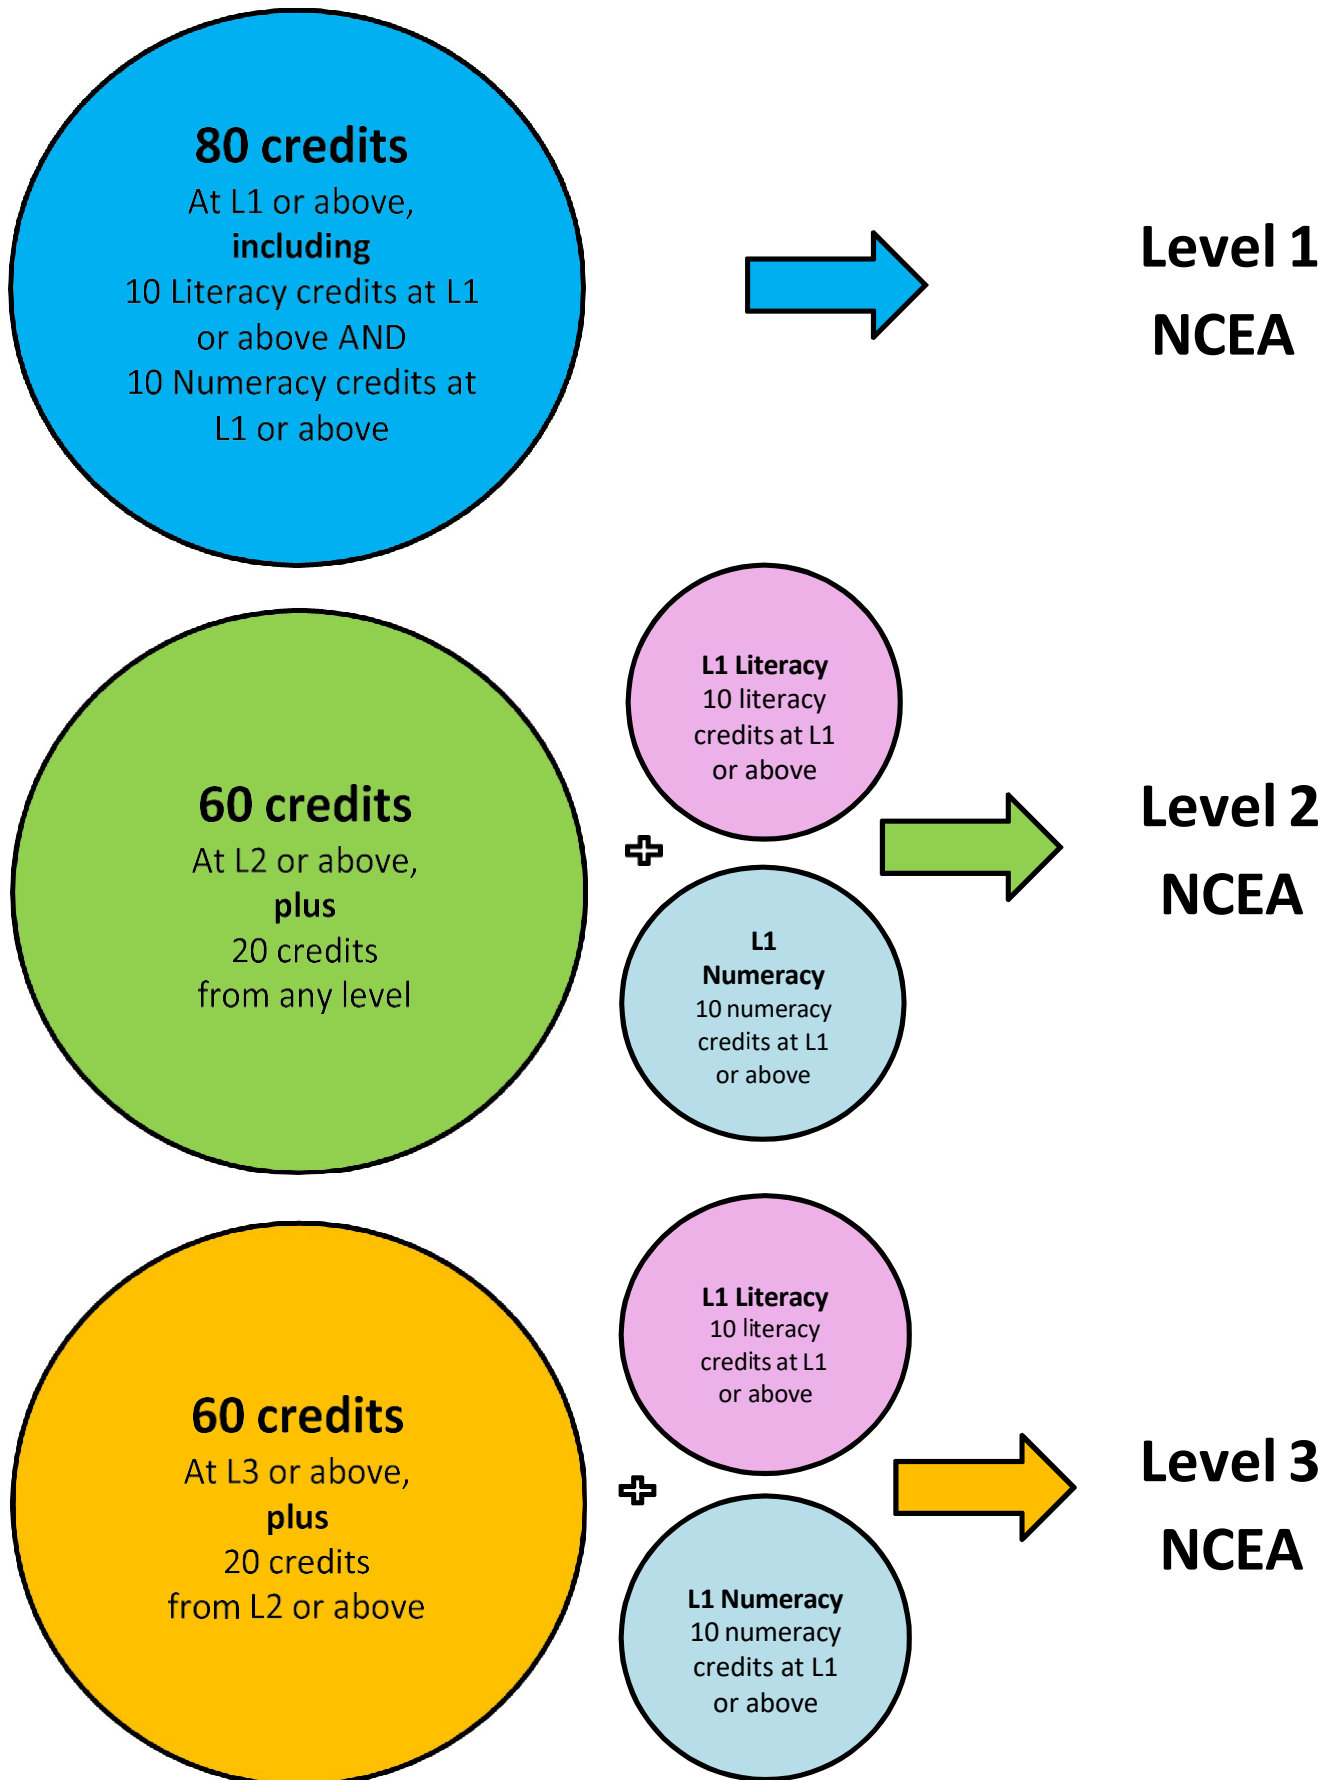 80 credits
At L1 or above,
including
10 Literacy credits at L1
or above AND
10 Numeracy credits at
L1 or above
Level 1
NCEA
60 credits
At L2 or above,
plus
20 credits
from any level
L1 Literacy
10 literacy
credits at L1
or above
L1
Numeracy
10 numeracy
credits at L1
or above
Level 2
NCEA
60 credits
At L3 or above,
plus
20 credits
from L2 or above
L1 Literacy
10 literacy
credits at L1
or above
L1 Numeracy
10 numeracy
credits at L1
or above
Level 3
NCEA